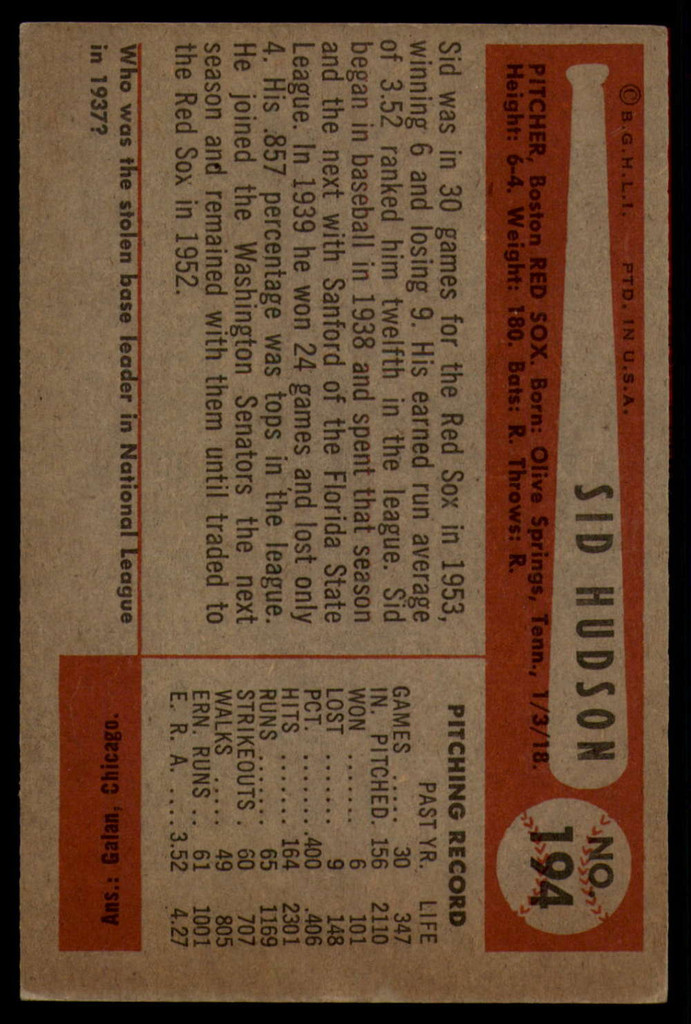 © B.G.H.L.I. PTD. IN U.S.A.
SID HUDSON
NO.
194
PITCHER, Boston RED SOX. Born: Olive Springs, Tenn., 1/3/18.
Height: 6-4. Weight: 180. Bats: R. Throws: R.
Sid was in 30 games for the Red Sox in 1953,
winning 6 and losing 9. His earned run average
of 3.52 ranked him twelfth in the league. Sid
began in baseball in 1938 and spent that season
and the next with Sanford of the Florida State
League. In 1939 he won 24 games and lost only
4. His .857 percentage was tops in the league.
He joined the Washington Senators the next
season and remained with them until traded to
the Red Sox in 1952.
PITCHING RECORD
PAST YR. LIFE
GAMES ..... 30 347
IN. PITCHED. 156 2110
WON ........ 6 101
LOST ....... 9 148
PCT. ....... .400 .406
HITS ....... 164 2301
RUNS ....... 65 1169
STRIKEOUTS . 60 707
WALKS ..... 49 805
ERN. RUNS .. 61 1001
E. R. A. .... 3.52 4.27
Who was the stolen base leader in National League
in 1937?
Ans.: Galan, Chicago.